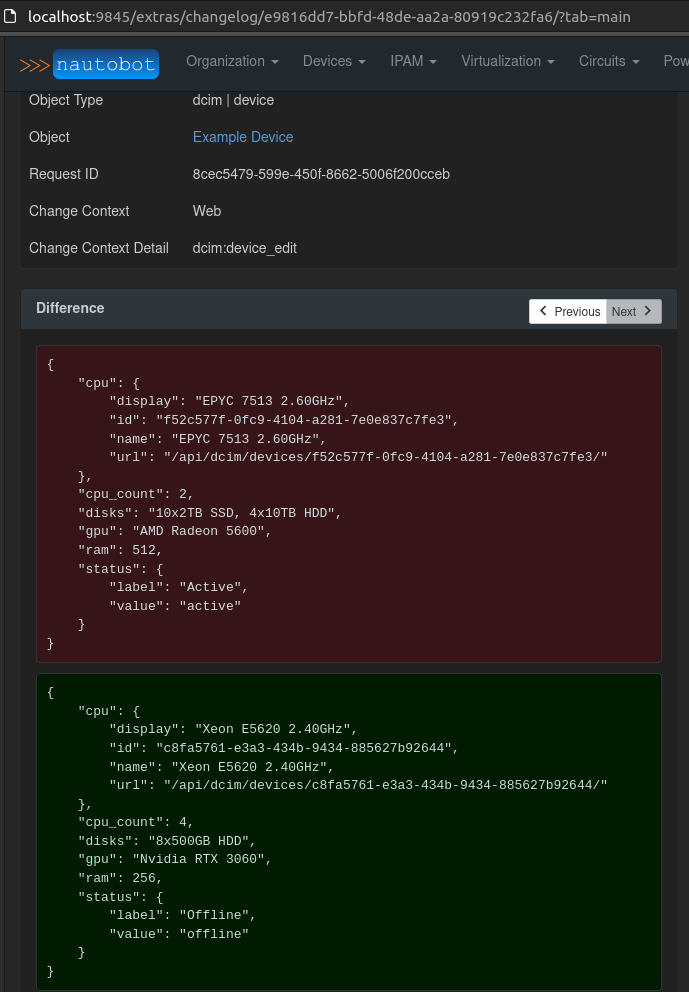 localhost:9845/extras/changelog/e9816dd7-bbfd-48de-aa2a-80919c232fa6/?tab=main
>>> nautobot Organization Devices IPAM Virtualization Circuits Pow
Object Type dcim | device
Object Example Device
Request ID 8cec5479-599e-450f-8662-5006f200cceb
Change Context Web
Change Context Detail dcim:device_edit
Difference Previous Next
{
    "cpu": {
        "display": "EPYC 7513 2.60GHz",
        "id": "f52c577f-0fc9-4104-a281-7e0e837c7fe3",
        "name": "EPYC 7513 2.60GHz",
        "url": "/api/dcim/devices/f52c577f-0fc9-4104-a281-7e0e837c7fe3/"
    },
    "cpu_count": 2,
    "disks": "10x2TB SSD, 4x10TB HDD",
    "gpu": "AMD Radeon 5600",
    "ram": 512,
    "status": {
        "label": "Active",
        "value": "active"
    }
}
{
    "cpu": {
        "display": "Xeon E5620 2.40GHz",
        "id": "c8fa5761-e3a3-434b-9434-885627b92644",
        "name": "Xeon E5620 2.40GHz",
        "url": "/api/dcim/devices/c8fa5761-e3a3-434b-9434-885627b92644/"
    },
    "cpu_count": 4,
    "disks": "8x500GB HDD",
    "gpu": "Nvidia RTX 3060",
    "ram": 256,
    "status": {
        "label": "Offline",
        "value": "offline"
    }
}